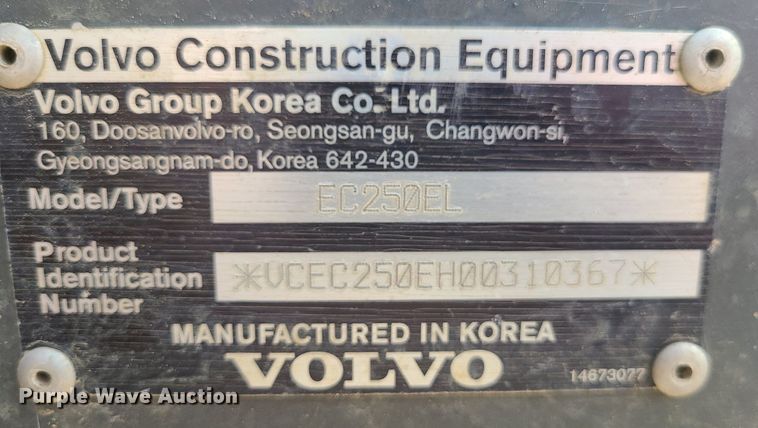 Volvo Construction Equipment
Volvo Group Korea Co. Ltd.
160, Doosanvolvo-ro, Seongsan-gu, Changwon-si,
Gyeongsangnam-do, Korea 642-430
Model/Type EC250EL
Product
Identification
Number *VCEC250EH00310367*
MANUFACTURED IN KOREA
VOLVO
14673077
Purple Wave Auction